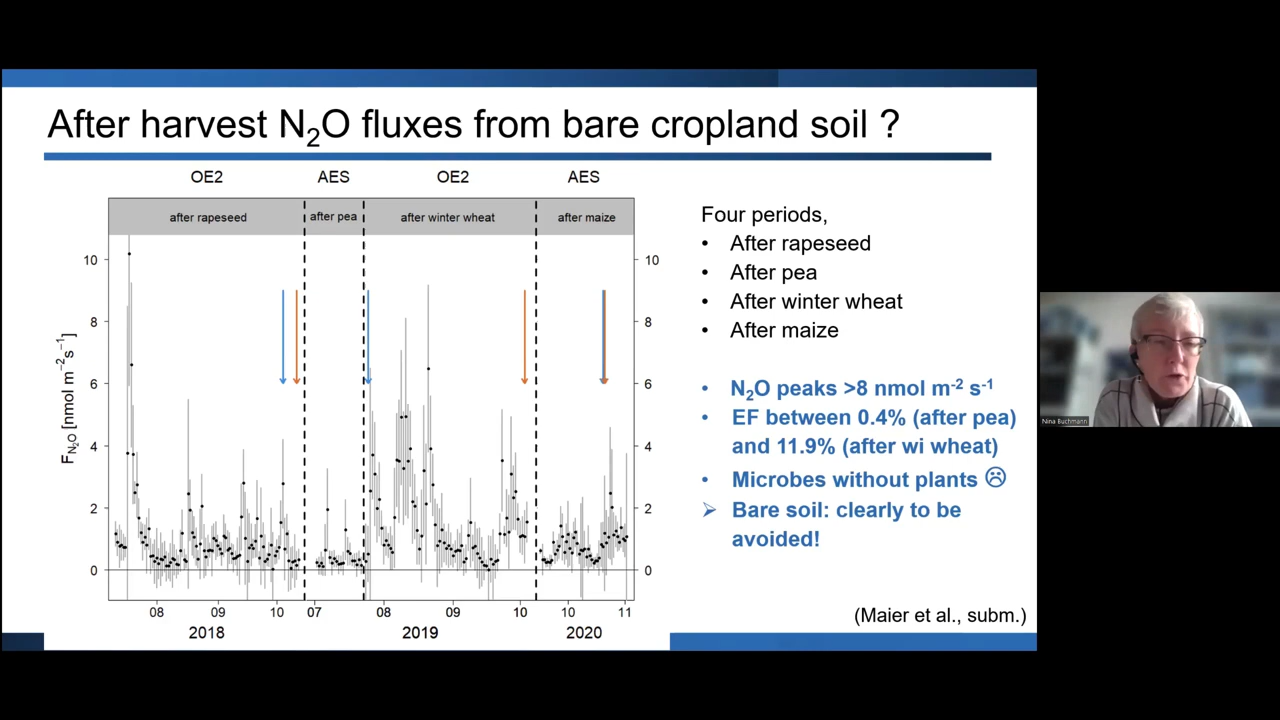 After harvest N₂O fluxes from bare cropland soil ?
OE2 AES OE2 AES
after rapeseed after pea after winter wheat after maize
10 10
8 8
6 6
4 4
2 2
0 0
F N₂O [nmol m⁻²s⁻¹]
08 09 10 07 08 09 10 10 11
2018 2019 2020
Four periods,
• After rapeseed
• After pea
• After winter wheat
• After maize
• N₂O peaks >8 nmol m⁻² s⁻¹
• EF between 0.4% (after pea)
and 11.9% (after wi wheat)
• Microbes without plants ☹
➢ Bare soil: clearly to be
avoided!
(Maier et al., subm.)
Nina Buchmann